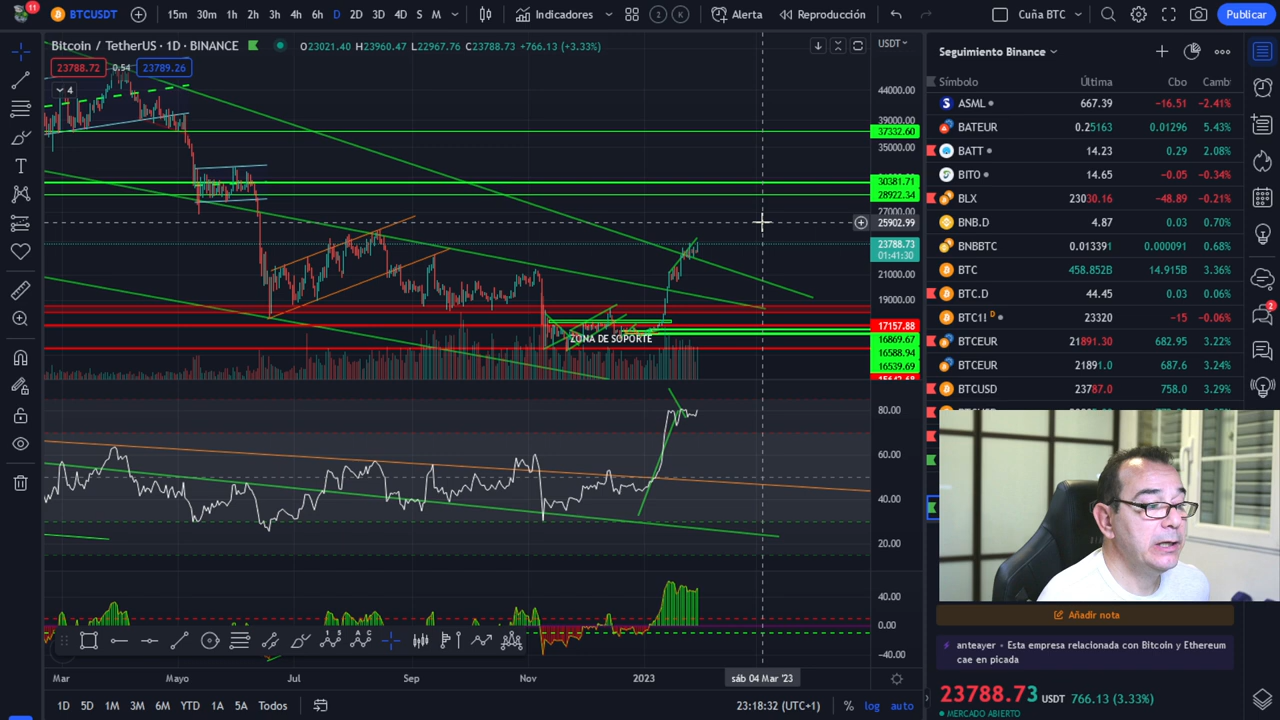 11
BTCUSDT
15m 30m 1h 2h 3h 4h 6h D 2D 3D 4D S M
Indicadores
2 K
Alerta
Reproducción
Cuña BTC
Publicar
Bitcoin / TetherUS · 1D · BINANCE
O23021.40 H23960.47 L22967.76 C23788.73 +766.13 (+3.33%)
USDT
23788.72 0.54 23789.26
4
44000.00
39000.00
37332.60
35000.00
30381.71
28922.34
27000.00
25902.99
23788.73
01:41:30
21000.00
19000.00
17157.88
16869.67
16588.94
16539.69
ZONA DE SOPORTE
80.00
60.00
40.00
20.00
40.00
0.00
−40.00
Mar Mayo Jul Sep Nov 2023 sáb 04 Mar '23
1D 5D 1M 3M 6M YTD 1A 5A Todos
23:18:32 (UTC+1) % log auto
Seguimiento Binance
Símbolo Última Cbo Camb
ASML 667.39 −16.51 −2.41%
BATEUR 0.25163 0.01296 5.43%
BATT 14.23 0.29 2.08%
BITO 14.65 −0.05 −0.34%
BLX 23030.16 −48.89 −0.21%
BNB.D 4.87 0.03 0.70%
BNBBTC 0.013391 0.000091 0.68%
BTC 458.852B 14.915B 3.36%
BTC.D 44.45 0.03 0.06%
BTC1! D 23320 −15 −0.06%
BTCEUR 21891.30 682.95 3.22%
BTCEUR 21891.0 687.6 3.24%
BTCUSD 23787.0 758.0 3.29%
2
Añadir nota
anteayer • Esta empresa relacionada con Bitcoin y Ethereum
cae en picada
23788.73 USDT 766.13 (3.33%)
MERCADO ABIERTO